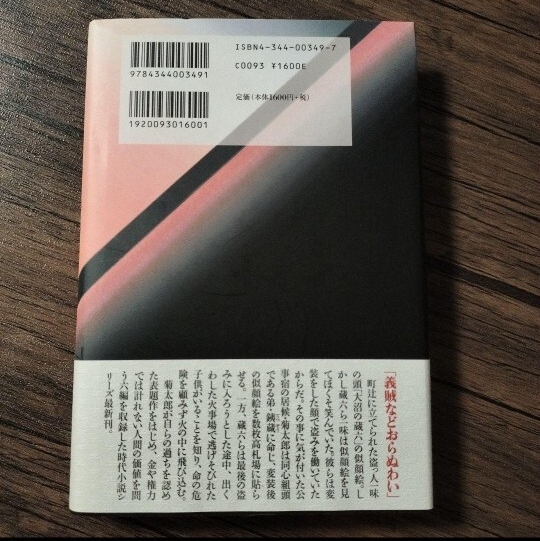 ISBN4-344-00349-7
C0093 ¥1600E
9784344003491
定価(本体1600円+税)
1920093016001
「義賊などおらぬわい」
町辻に立てられた盗っ人一味
の頭「大沼の蔵六」の似顔絵。し
かし蔵六ら一味は似顔絵を見
てほくそ笑んでいた。彼らは変
装をした顔で盗みを働いていた
からだ。その事に気が付いた公
事宿の居候・菊太郎は同心組頭
である弟・銕蔵に命じ、変装後
の似顔絵を数枚高札場に貼ら
せる。一方、蔵六らは最後の盗
みに入ろうとした途中、出く
わした火事場で逃げそびれた
子供がいることを知り、命の危
険を顧みず火の中に飛び込む。
菊太郎が自らの過ちを認め
た表題作をはじめ、金や権力
では計れない人間の価値を問
う六編を収録した時代小説シ
リーズ最新刊。